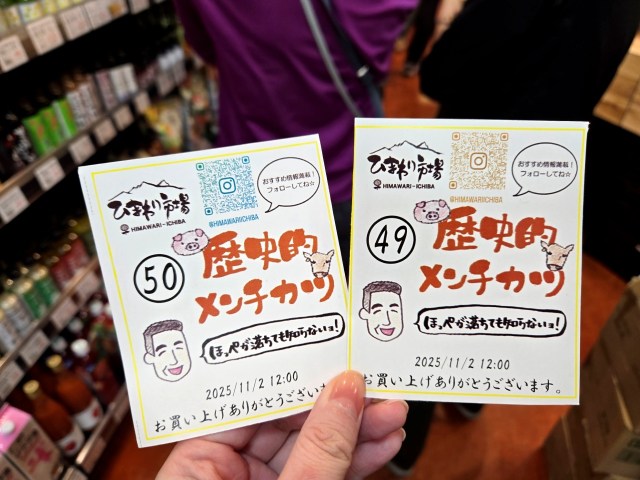 ひまわり市場
HIMAWARI-ICHIBA
おすすめ情報満載！
フォローしてね☆
@HIMAWARIICHIBA
50
歴史的
メンチカツ
ほっぺが落ちても知らないヨ！
2025/11/2 12:00
お買い上げありがとうございま
ひまわり市場
HIMAWARI-ICHIBA
おすすめ情報満載！
フォローしてね☆
@HIMAWARIICHIBA
49
歴史的
メンチカツ
ほっぺが落ちても知らないヨ！
2025/11/2 12:00
お買い上げありがとうございます。